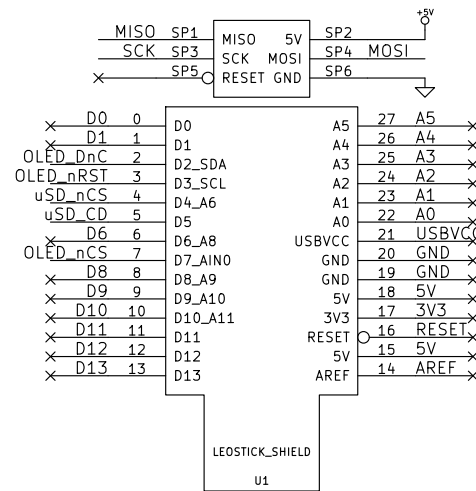 +5V
MISO SP1 MISO 5V SP2
SCK SP3 SCK MOSI SP4 MOSI
SP5 RESET GND SP6
D0 0 D0 A5 27 A5
D1 1 D1 A4 26 A4
OLED_DnC 2 D2_SDA A3 25 A3
OLED_nRST 3 D3_SCL A2 24 A2
uSD_nCS 4 D4_A6 A1 23 A1
uSD_CD 5 D5 A0 22 A0
D6 6 D6_A8 USBVCC 21 USBVCC
OLED_nCS 7 D7_AIN0 GND 20 GND
D8 8 D8_A9 GND 19 GND
D9 9 D9_A10 5V 18 5V
D10 10 D10_A11 3V3 17 3V3
D11 11 D11 RESET 16 RESET
D12 12 D12 5V 15 5V
D13 13 D13 AREF 14 AREF
LEOSTICK_SHIELD
U1